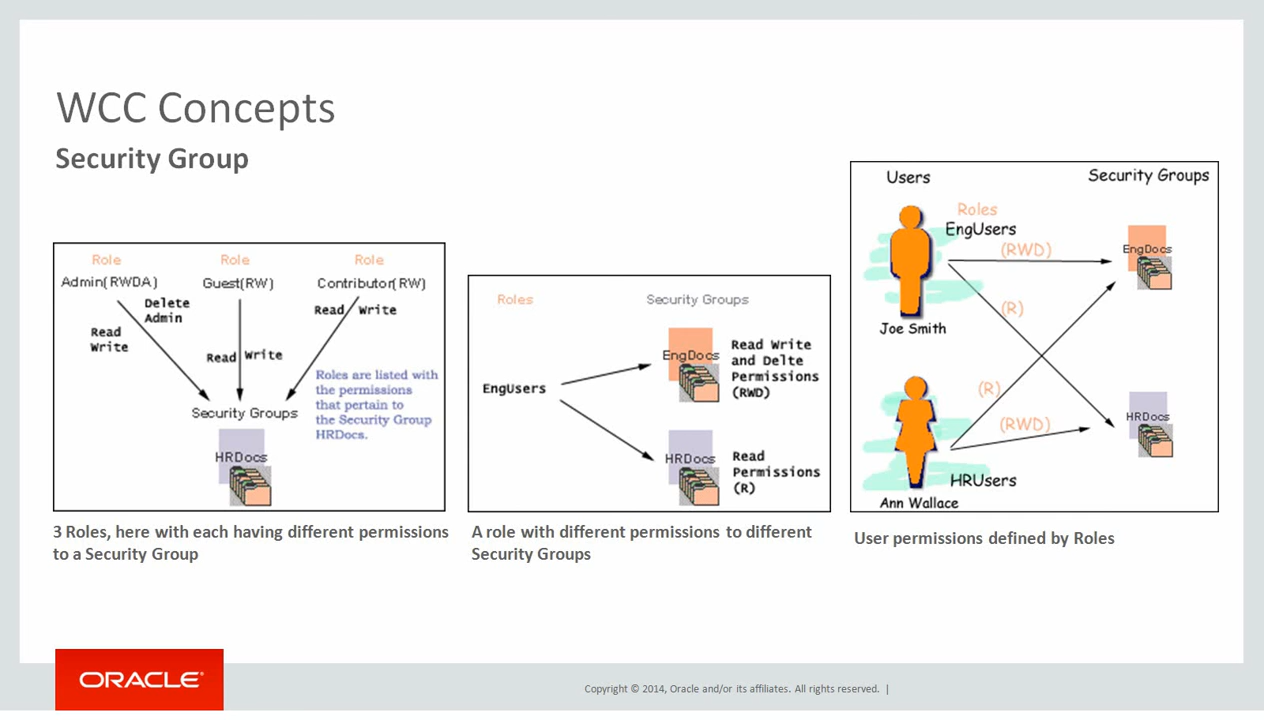 WCC Concepts
Security Group
Role Role Role
Admin(RWDA) Guest(RW) Contributor(RW)
Delete
Admin
Read
Write
Read Write
Read Write
Roles are listed with
the permissions
that pertain to
the Security Group
HRDocs.
Security Groups
HRDocs
3 Roles, here with each having different permissions
to a Security Group
Roles Security Groups
EngUsers
EngDocs
Read Write
and Delte
Permissions
(RWD)
HRDocs
Read
Permissions
(R)
A role with different permissions to different
Security Groups
Users Security Groups
Roles
EngUsers
(RWD)
EngDocs
(R)
Joe Smith
(R)
(RWD)
HRDocs
HRUsers
Ann Wallace
User permissions defined by Roles
ORACLE®
Copyright © 2014, Oracle and/or its affiliates. All rights reserved. |